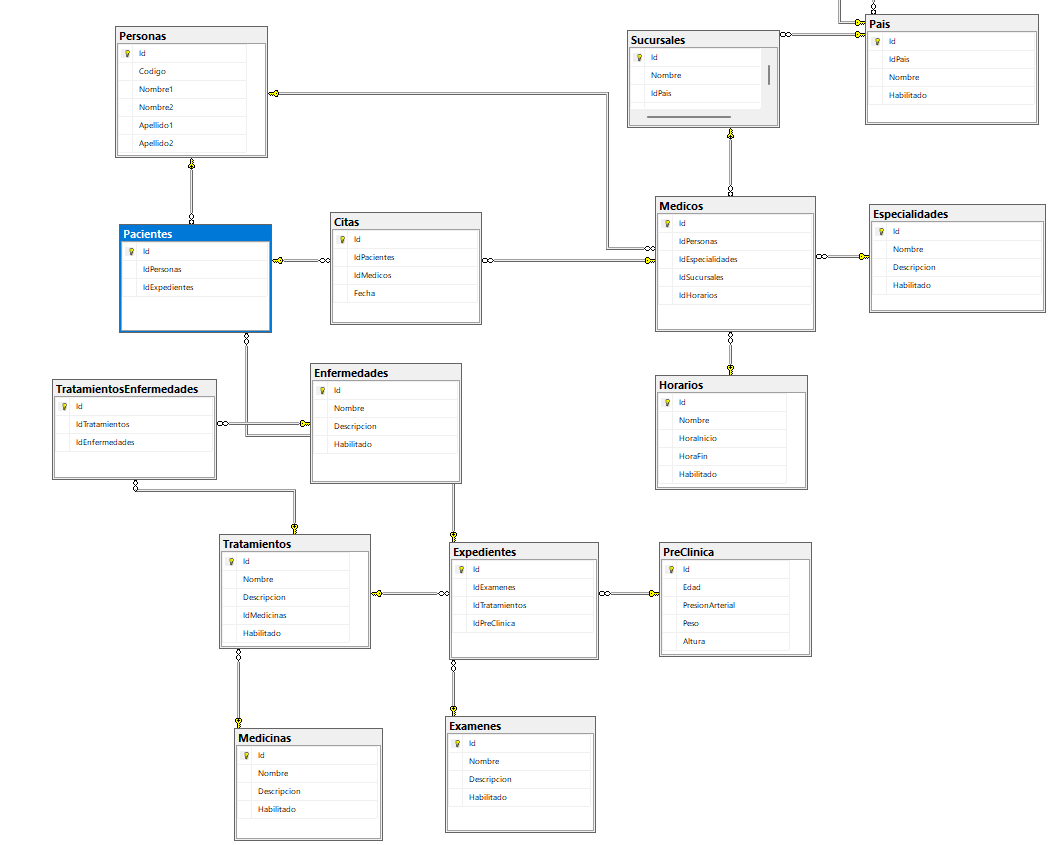 Personas
Id
Codigo
Nombre1
Nombre2
Apellido1
Apellido2
Sucursales
Id
Nombre
IdPais
Pais
Id
IdPais
Nombre
Habilitado
Pacientes
Id
IdPersonas
IdExpedientes
Citas
Id
IdPacientes
IdMedicos
Fecha
Medicos
Id
IdPersonas
IdEspecialidades
IdSucursales
IdHorarios
Especialidades
Id
Nombre
Descripcion
Habilitado
TratamientosEnfermedades
Id
IdTratamientos
IdEnfermedades
Enfermedades
Id
Nombre
Descripcion
Habilitado
Horarios
Id
Nombre
HoraInicio
HoraFin
Habilitado
Tratamientos
Id
Nombre
Descripcion
IdMedicinas
Habilitado
Expedientes
Id
IdExamenes
IdTratamientos
IdPreClinica
PreClinica
Id
Edad
PresionArterial
Peso
Altura
Medicinas
Id
Nombre
Descripcion
Habilitado
Examenes
Id
Nombre
Descripcion
Habilitado